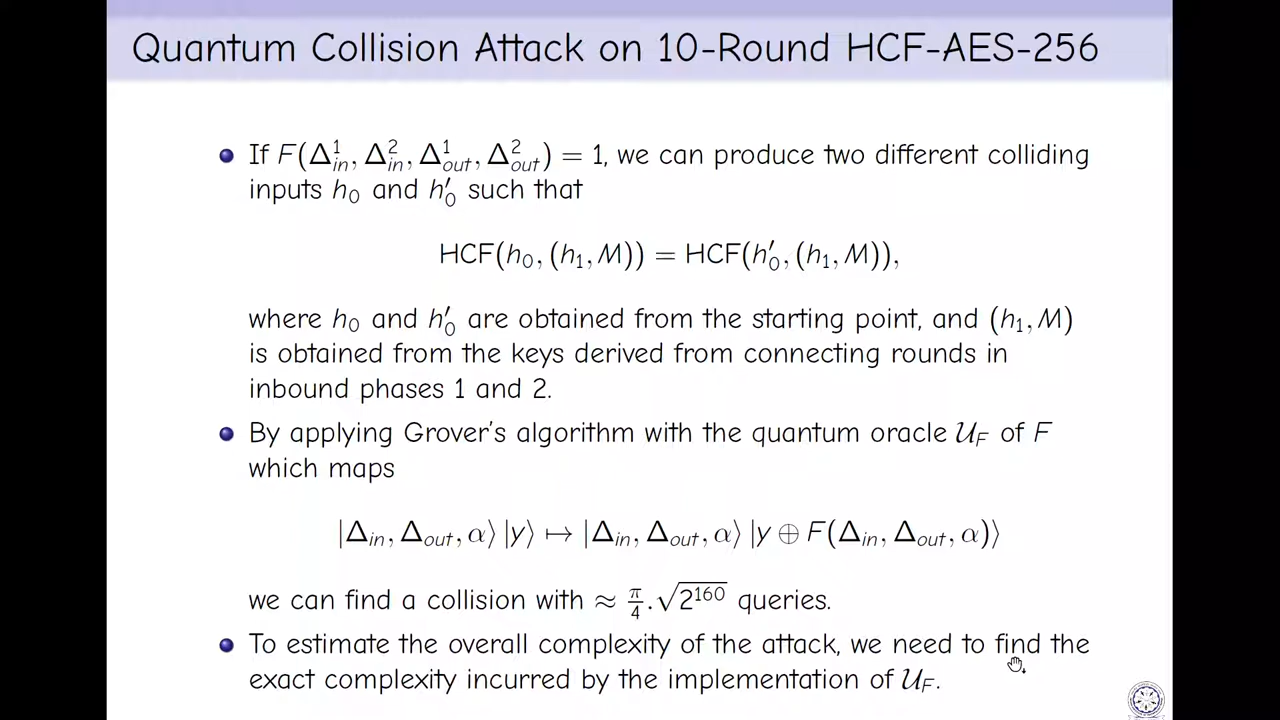 Quantum Collision Attack on 10-Round HCF-AES-256
If F(Δ¹ᵢₙ, Δ²ᵢₙ, Δ¹ₒᵤₜ, Δ²ₒᵤₜ) = 1, we can produce two different colliding
inputs h₀ and h′₀ such that
HCF(h₀, (h₁, M)) = HCF(h′₀, (h₁, M)),
where h₀ and h′₀ are obtained from the starting point, and (h₁, M)
is obtained from the keys derived from connecting rounds in
inbound phases 1 and 2.
By applying Grover's algorithm with the quantum oracle 𝒰_F of F
which maps
|Δᵢₙ, Δₒᵤₜ, α⟩ |y⟩ ↦ |Δᵢₙ, Δₒᵤₜ, α⟩ |y ⊕ F(Δᵢₙ, Δₒᵤₜ, α)⟩
we can find a collision with ≈ π/4.√2¹⁶⁰ queries.
To estimate the overall complexity of the attack, we need to find the
exact complexity incurred by the implementation of 𝒰_F.